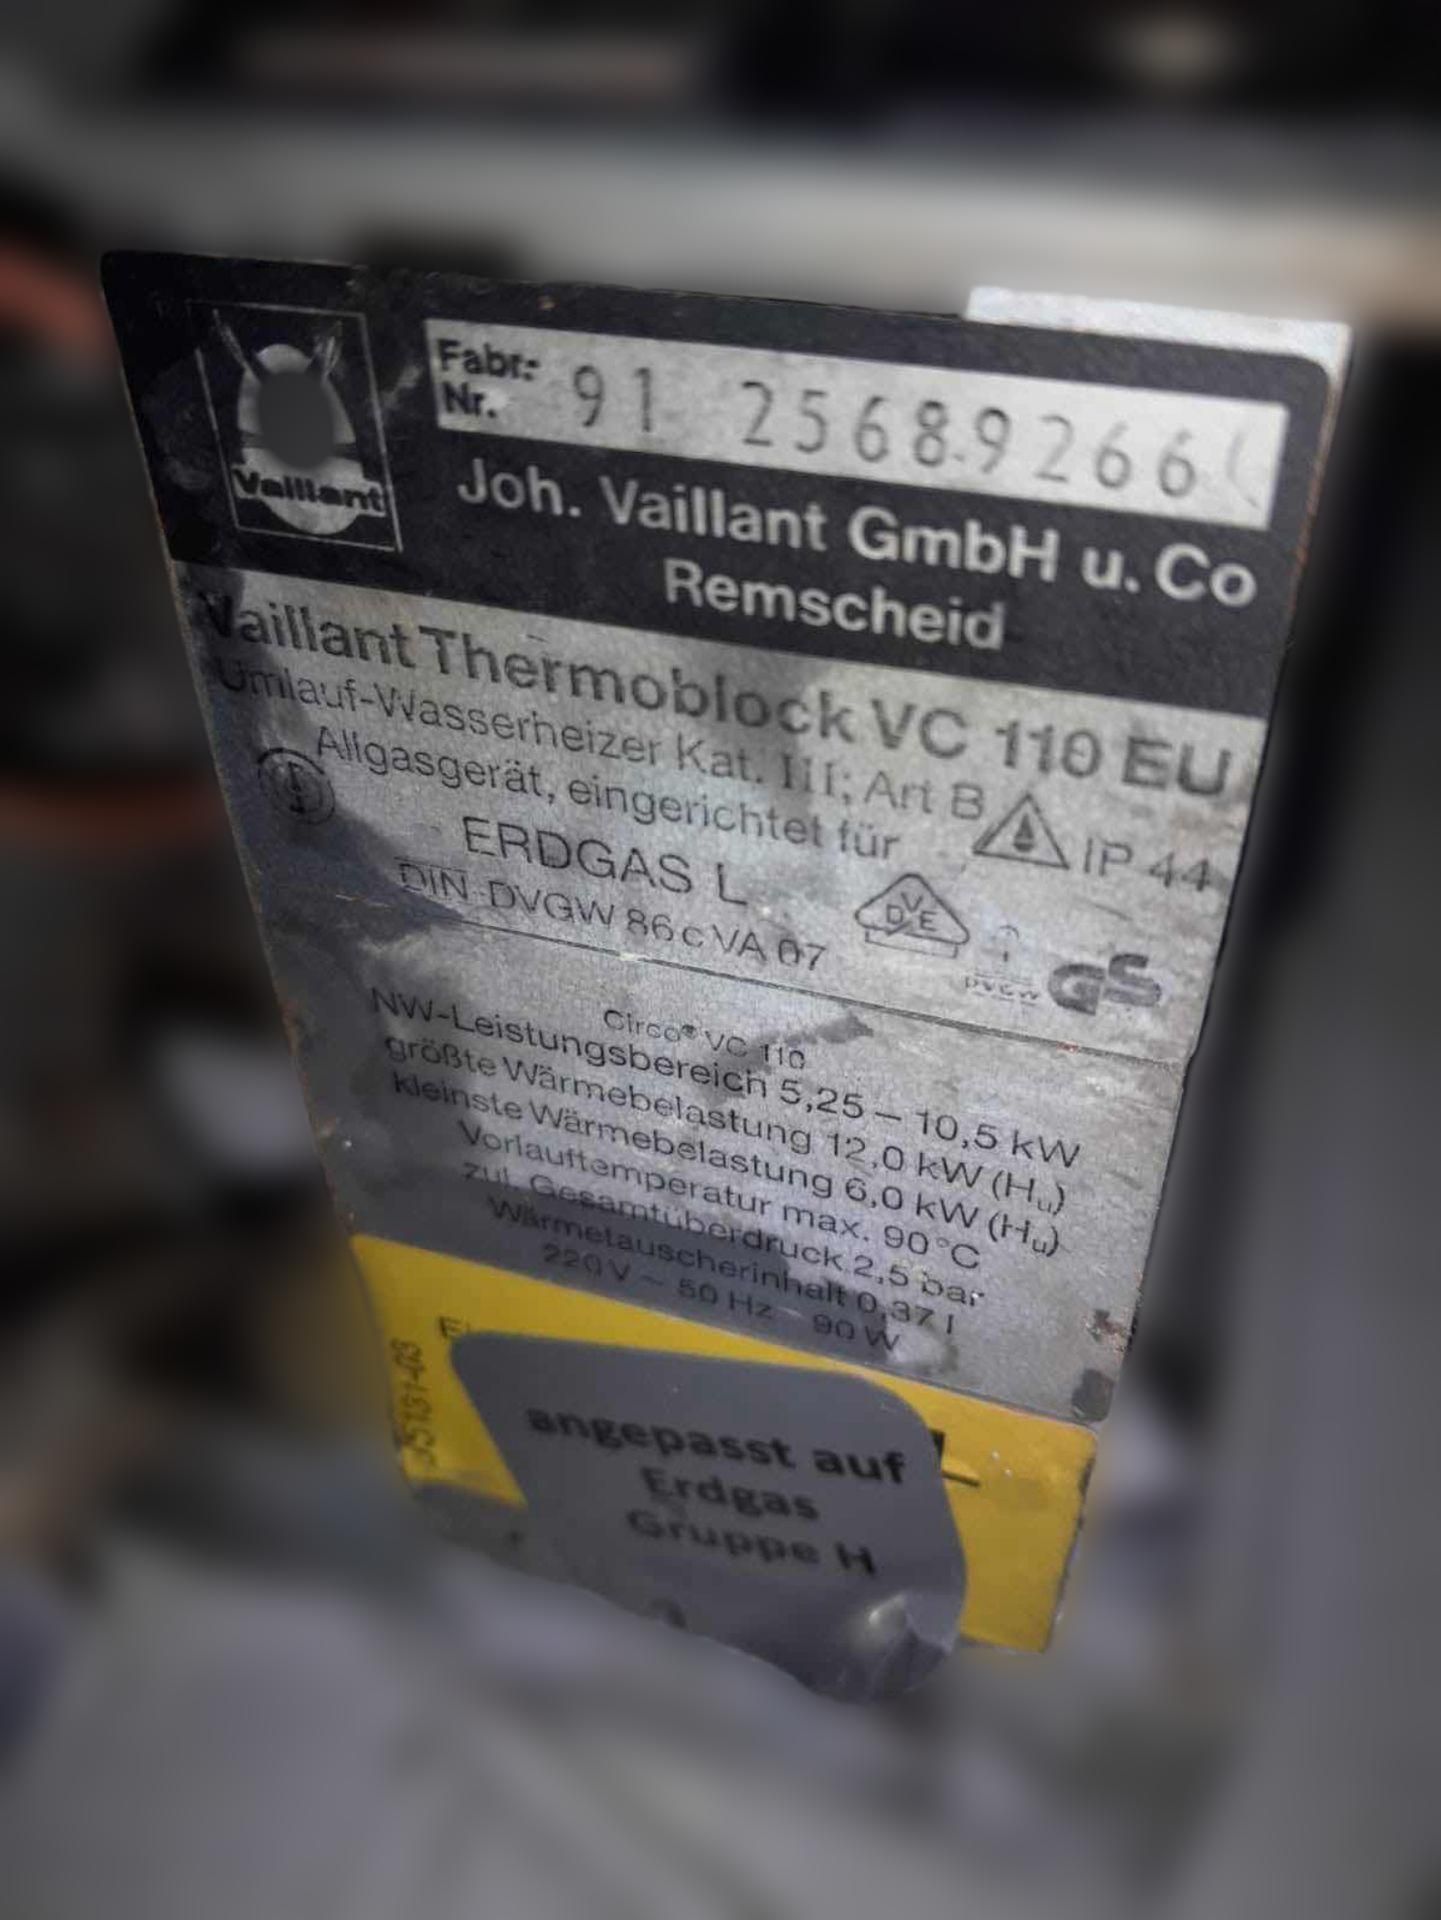 Vaillant
Fabr.-
Nr.
91 25689266
Joh. Vaillant GmbH u. Co
Remscheid
Vaillant Thermoblock VC 110 EU
Umlauf-Wasserheizer Kat. III; Art B
IP 44
Allgasgerät, eingerichtet für
ERDGAS L
DIN-DVGW 86cVA 07
DVE
DVGW
GS
Circo® VC 110
NW-Leistungsbereich 5,25 – 10,5 kW
größte Wärmebelastung 12,0 kW (Hu)
kleinste Wärmebelastung 6,0 kW (Hu)
Vorlauftemperatur max. 90°C
zul. Gesamtüberdruck 2,5 bar
Wärmetauscherinhalt 0,37 l
220 V ~ 50 Hz 90 W
angepasst auf
Erdgas
Gruppe H